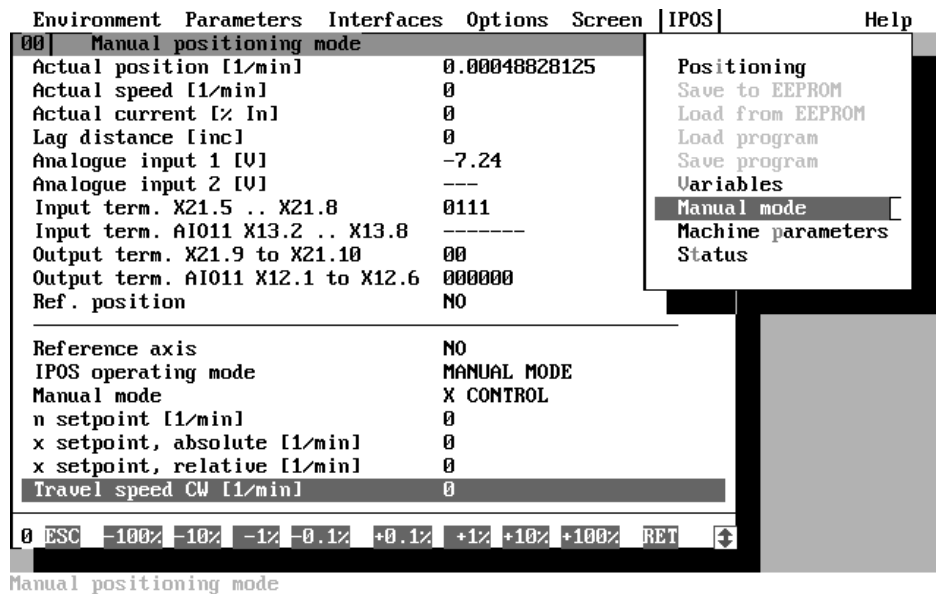 Environment Parameters Interfaces Options Screen IPOS Help
00 Manual positioning mode
Actual position [1/min] 0.00048828125
Actual speed [1/min] 0
Actual current [% In] 0
Lag distance [inc] 0
Analogue input 1 [V] -7.24
Analogue input 2 [V] ---
Input term. X21.5 .. X21.8 0111
Input term. AIO11 X13.2 .. X13.8 -------
Output term. X21.9 to X21.10 00
Output term. AIO11 X12.1 to X12.6 000000
Ref. position NO
Reference axis NO
IPOS operating mode MANUAL MODE
Manual mode X CONTROL
n setpoint [1/min] 0
x setpoint, absolute [1/min] 0
x setpoint, relative [1/min] 0
Travel speed CW [1/min] 0
0 ESC -100% -10% -1% -0.1% +0.1% +1% +10% +100% RET
Positioning
Save to EEPROM
Load from EEPROM
Load program
Save program
Variables
Manual mode
Machine parameters
Status
Manual positioning mode